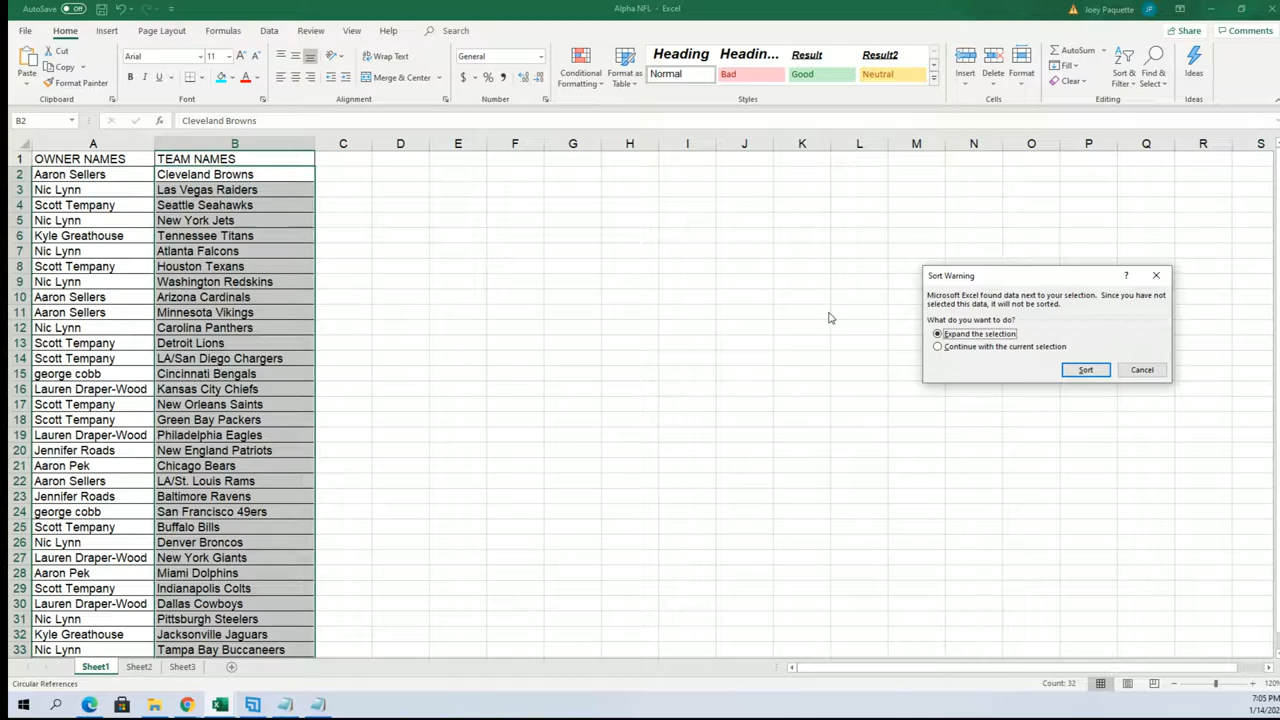 AutoSave Off Alpha.NFL - Excel Joey Paquette JP
File Home Insert Page Layout Formulas Data Review View Help Search Share Comments
Cut Copy Format Painter Paste Clipboard
Arial 11 B I U A Font
Wrap Text Merge & Center Alignment
General $ % Number
Conditional Formatting Format as Table
Heading Headin... Result Result2
Normal Bad Good Neutral
Styles
Insert Delete Format Cells
AutoSum Fill Clear Sort & Filter Find & Select Editing
Ideas Ideas
B2 fx Cleveland Browns
A B C D E F G H I J K L M N O P Q R S
1 OWNER NAMES TEAM NAMES
2 Aaron Sellers Cleveland Browns
3 Nic Lynn Las Vegas Raiders
4 Scott Tempany Seattle Seahawks
5 Nic Lynn New York Jets
6 Kyle Greathouse Tennessee Titans
7 Nic Lynn Atlanta Falcons
8 Scott Tempany Houston Texans
9 Nic Lynn Washington Redskins
10 Aaron Sellers Arizona Cardinals
11 Aaron Sellers Minnesota Vikings
12 Nic Lynn Carolina Panthers
13 Scott Tempany Detroit Lions
14 Scott Tempany LA/San Diego Chargers
15 george cobb Cincinnati Bengals
16 Lauren Draper-Wood Kansas City Chiefs
17 Scott Tempany New Orleans Saints
18 Scott Tempany Green Bay Packers
19 Lauren Draper-Wood Philadelphia Eagles
20 Jennifer Roads New England Patriots
21 Aaron Pek Chicago Bears
22 Aaron Sellers LA/St. Louis Rams
23 Jennifer Roads Baltimore Ravens
24 george cobb San Francisco 49ers
25 Scott Tempany Buffalo Bills
26 Nic Lynn Denver Broncos
27 Lauren Draper-Wood New York Giants
28 Aaron Pek Miami Dolphins
29 Scott Tempany Indianapolis Colts
30 Lauren Draper-Wood Dallas Cowboys
31 Nic Lynn Pittsburgh Steelers
32 Kyle Greathouse Jacksonville Jaguars
33 Nic Lynn Tampa Bay Buccaneers
Sort Warning ?
Microsoft Excel found data next to your selection. Since you have not
selected this data, it will not be sorted.
What do you want to do?
Expand the selection
Continue with the current selection
Sort Cancel
Sheet1 Sheet2 Sheet3
Circular References Count: 32 120%
7:05 PM
1/14/202